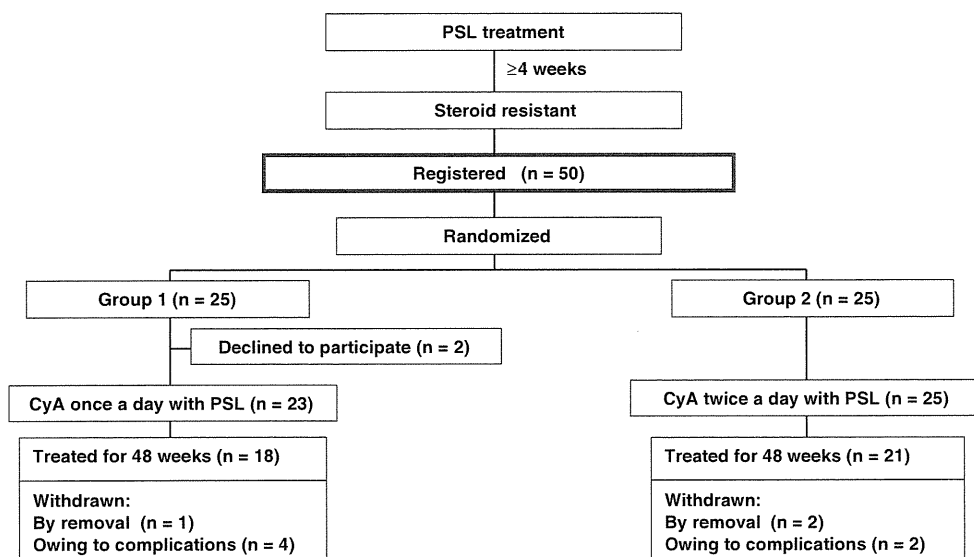 PSL treatment
≥4 weeks
Steroid resistant
Registered (n = 50)
Randomized
Group 1 (n = 25)
Group 2 (n = 25)
Declined to participate (n = 2)
CyA once a day with PSL (n = 23)
CyA twice a day with PSL (n = 25)
Treated for 48 weeks (n = 18)
Withdrawn:
By removal (n = 1)
Owing to complications (n = 4)
Treated for 48 weeks (n = 21)
Withdrawn:
By removal (n = 2)
Owing to complications (n = 2)